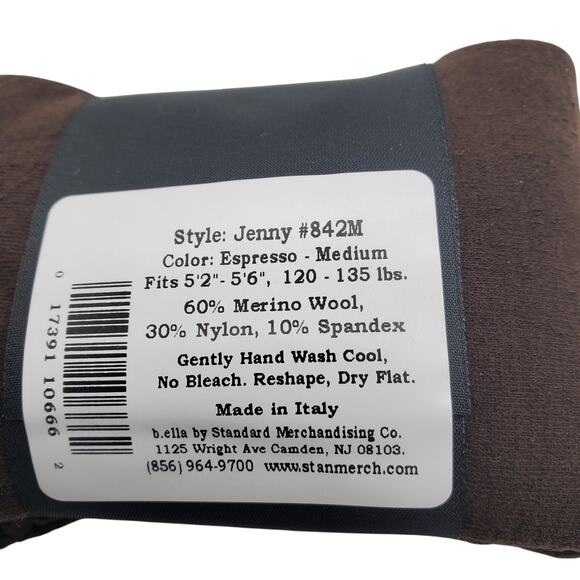 Style: Jenny #842M
Color: Espresso - Medium
Fits 5'2"- 5'6", 120 - 135 lbs.
60% Merino Wool,
30% Nylon, 10% Spandex
Gently Hand Wash Cool,
No Bleach. Reshape, Dry Flat.
Made in Italy
b.ella by Standard Merchandising Co.
1125 Wright Ave Camden, NJ 08103.
(856) 964-9700 www.stanmerch.com
0 17391 10666 2